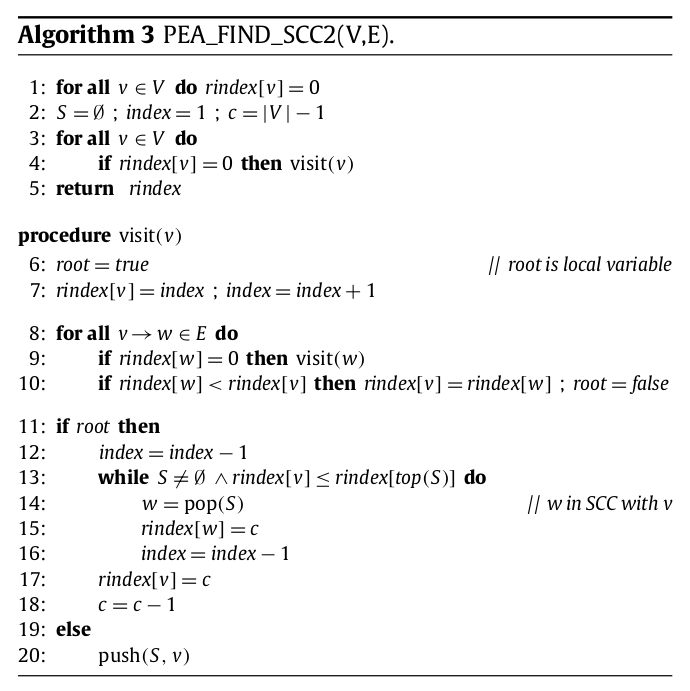 Algorithm 3 PEA_FIND_SCC2(V,E).
1: for all v ∈ V do rindex[v] = 0
2: S = ∅ ; index = 1 ; c = |V| − 1
3: for all v ∈ V do
4: if rindex[v] = 0 then visit(v)
5: return rindex
procedure visit(v)
6: root = true // root is local variable
7: rindex[v] = index ; index = index + 1
8: for all v → w ∈ E do
9: if rindex[w] = 0 then visit(w)
10: if rindex[w] < rindex[v] then rindex[v] = rindex[w] ; root = false
11: if root then
12: index = index − 1
13: while S ≠ ∅ ∧ rindex[v] ≤ rindex[top(S)] do
14: w = pop(S) // w in SCC with v
15: rindex[w] = c
16: index = index − 1
17: rindex[v] = c
18: c = c − 1
19: else
20: push(S, v)